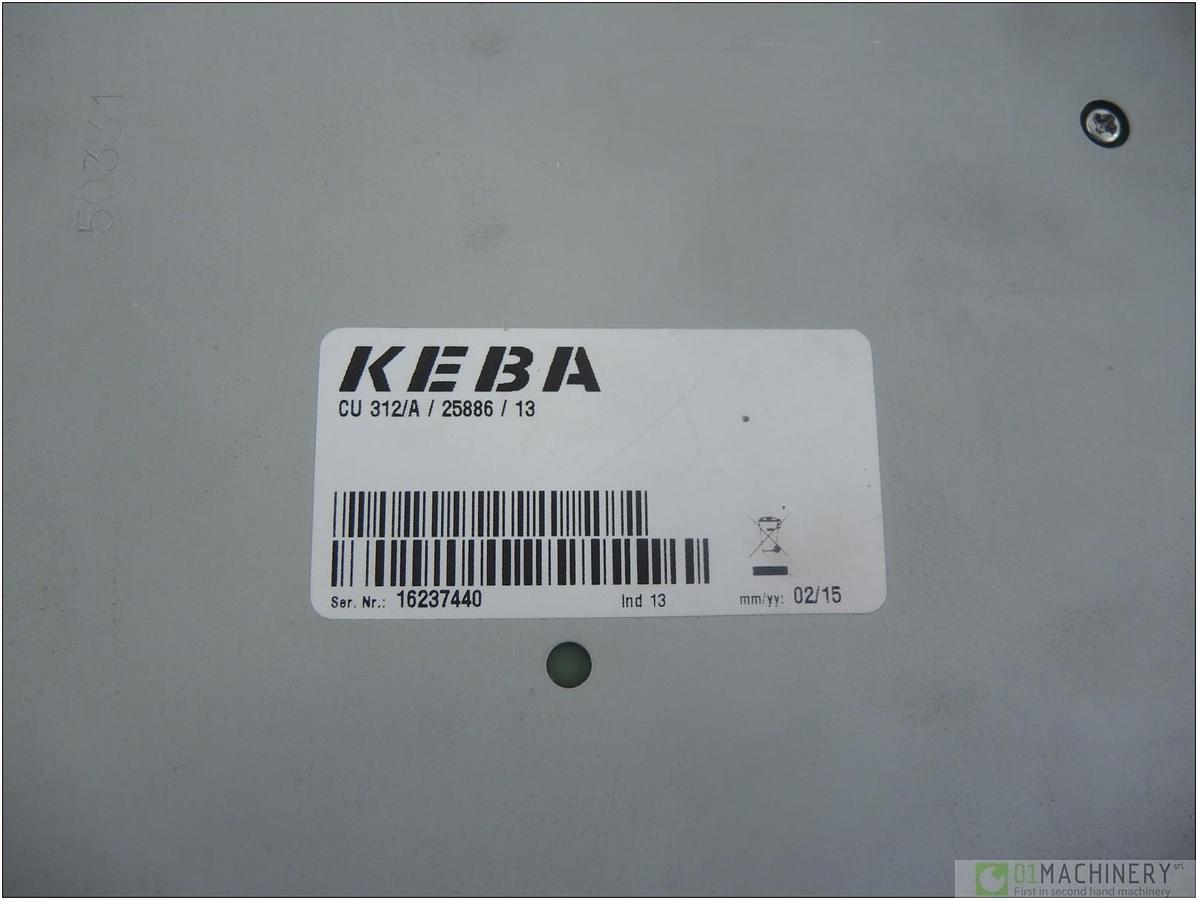 50331
KEBA
CU 312/A / 25886 / 13
Ser. Nr.: 16237440 Ind 13 mm/yy: 02/15
01MACHINERY srl
First in second hand machinery